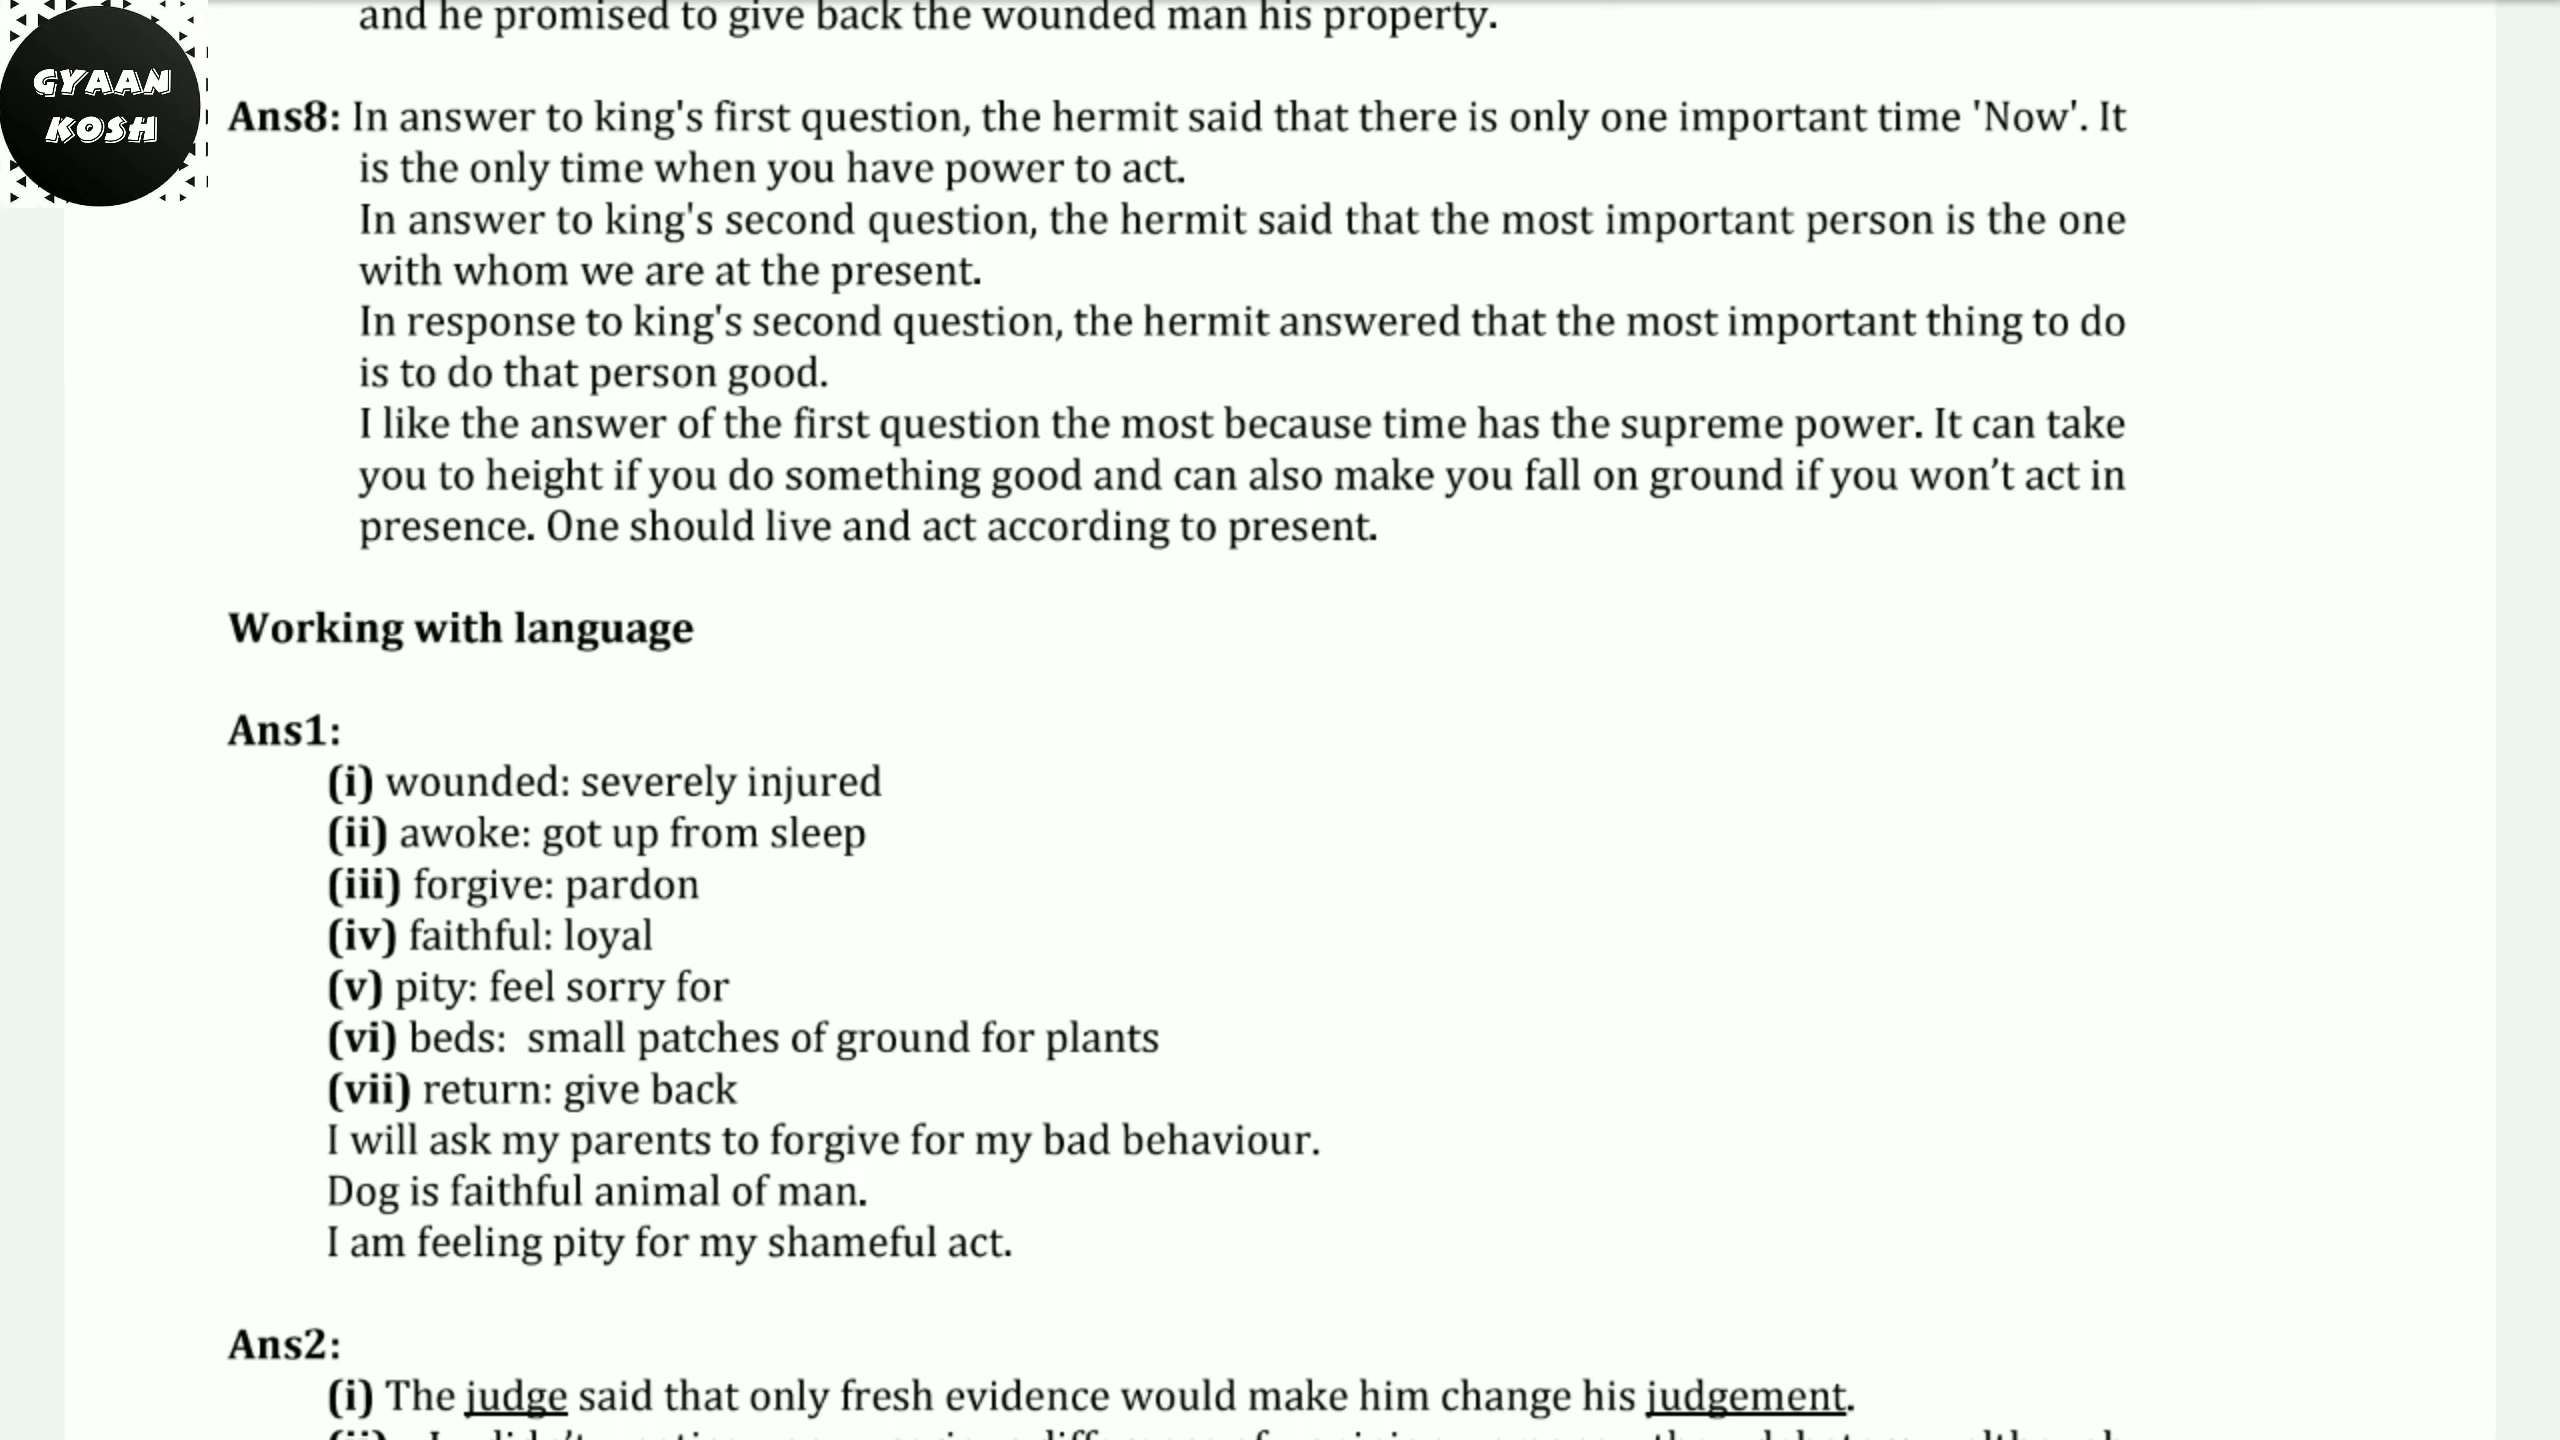 GYAAN
KOSH
and he promised to give back the wounded man his property.
Ans8: In answer to king's first question, the hermit said that there is only one important time 'Now'. It
is the only time when you have power to act.
In answer to king's second question, the hermit said that the most important person is the one
with whom we are at the present.
In response to king's second question, the hermit answered that the most important thing to do
is to do that person good.
I like the answer of the first question the most because time has the supreme power. It can take
you to height if you do something good and can also make you fall on ground if you won’t act in
presence. One should live and act according to present.
Working with language
Ans1:
(i) wounded: severely injured
(ii) awoke: got up from sleep
(iii) forgive: pardon
(iv) faithful: loyal
(v) pity: feel sorry for
(vi) beds:  small patches of ground for plants
(vii) return: give back
I will ask my parents to forgive for my bad behaviour.
Dog is faithful animal of man.
I am feeling pity for my shameful act.
Ans2:
(i) The judge said that only fresh evidence would make him change his judgement.